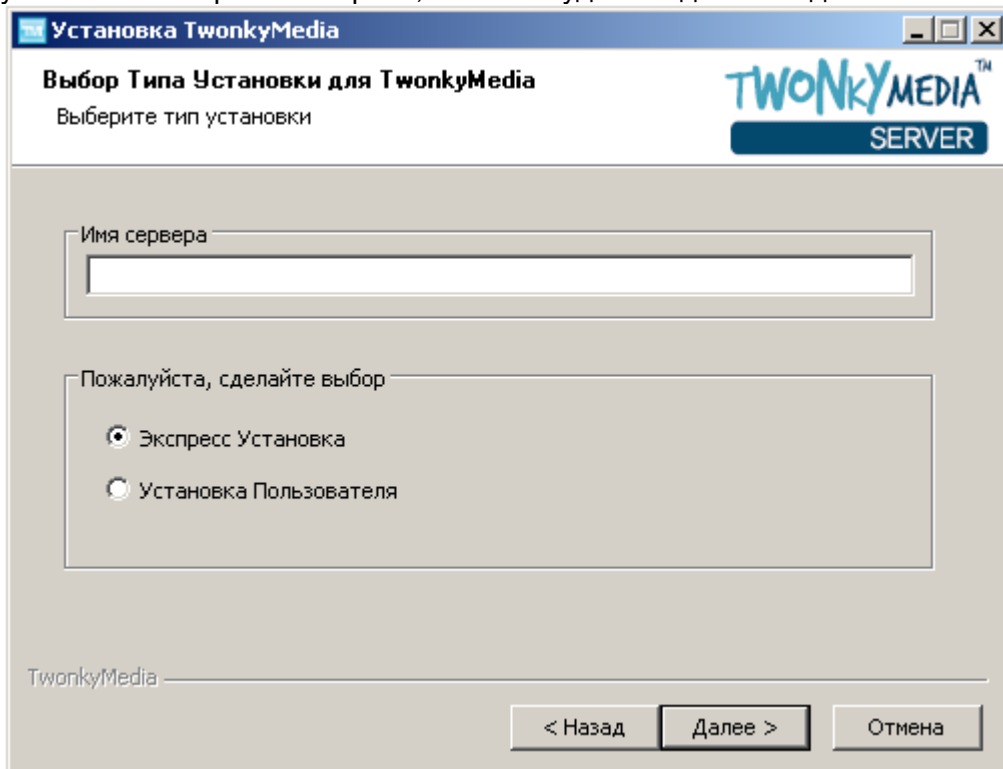 Установка TwonkyMedia
Выбор Типа Установки для TwonkyMedia
Выберите тип установки
TWONKYMEDIA™
SERVER
Имя сервера
Пожалуйста, сделайте выбор
Экспресс Установка
Установка Пользователя
TwonkyMedia
< Назад
Далее >
Отмена